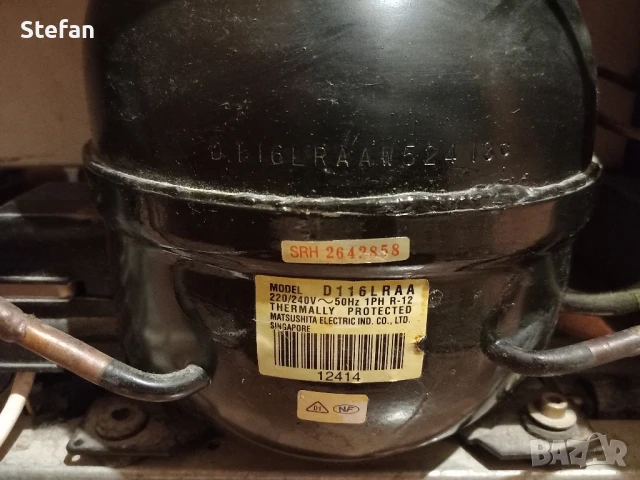 Stefan
D116LRAAW524
SRH 2642858
MODEL D116LRAA
220/240V~50Hz 1PH R-12
THERMALLY PROTECTED
MATSUSHITA ELECTRIC IND. CO., LTD.
SINGAPORE
12414
NF
BAZAR